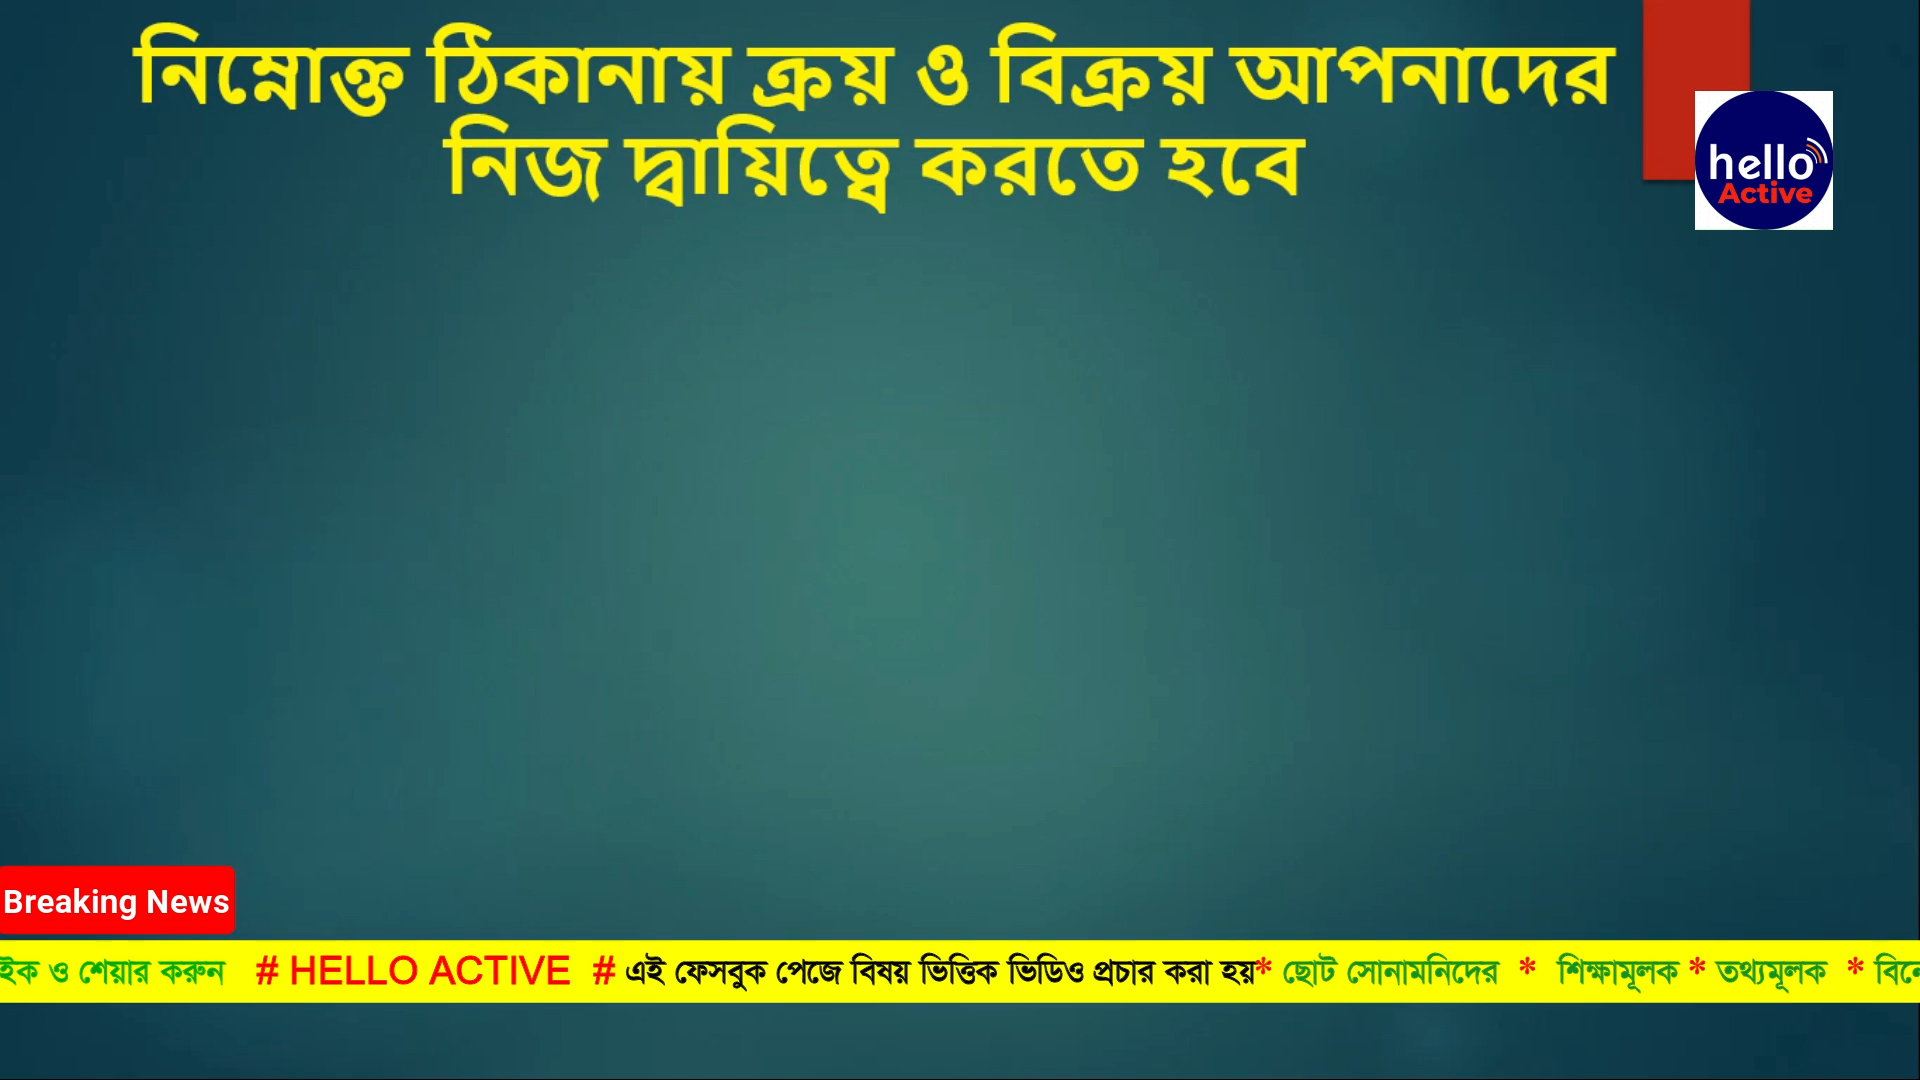 নিম্নোক্ত ঠিকানায় ক্রয় ও বিক্রয় আপনাদের
নিজ দ্বায়িত্বে করতে হবে
hello
Active
Breaking News
ইক ও শেয়ার করুন # HELLO ACTIVE # এই ফেসবুক পেজে বিষয় ভিত্তিক ভিডিও প্রচার করা হয়* ছোট সোনামনিদের * শিক্ষামূলক * তথ্যমূলক *